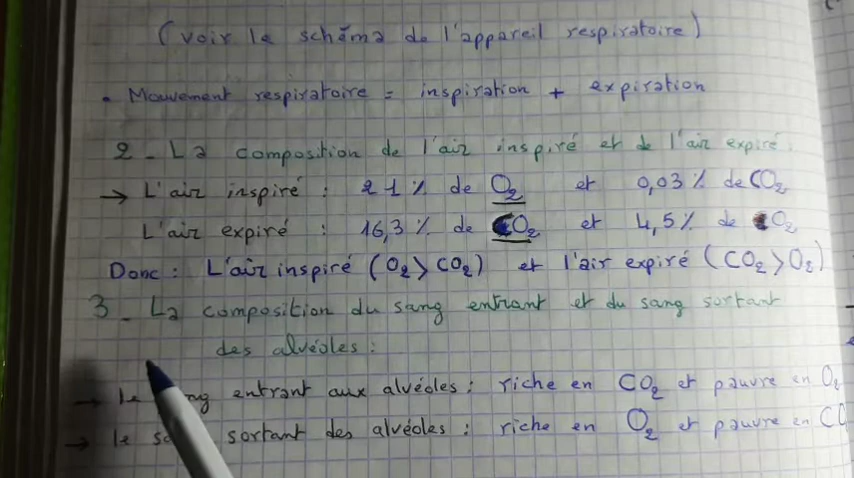 (voir le schéma de l'appareil respiratoire)
• Mouvement respiratoire = inspiration + expiration
2 - La composition de l'air inspiré et de l'air expiré.
→ L'air inspiré : 21 % de O₂ et 0,03 % de CO₂
L'air expiré : 16,3 % de CO₂ et 4,5 % de O₂
Donc : L'air inspiré (O₂ > CO₂) et l'air expiré (CO₂ > O₂)
3 - La composition du sang entrant et du sang sortant
des alvéoles :
→ le entrant aux alvéoles : riche en CO₂ et pauvre en O₂
→ le sortant des alvéoles : riche en O₂ et pauvre en